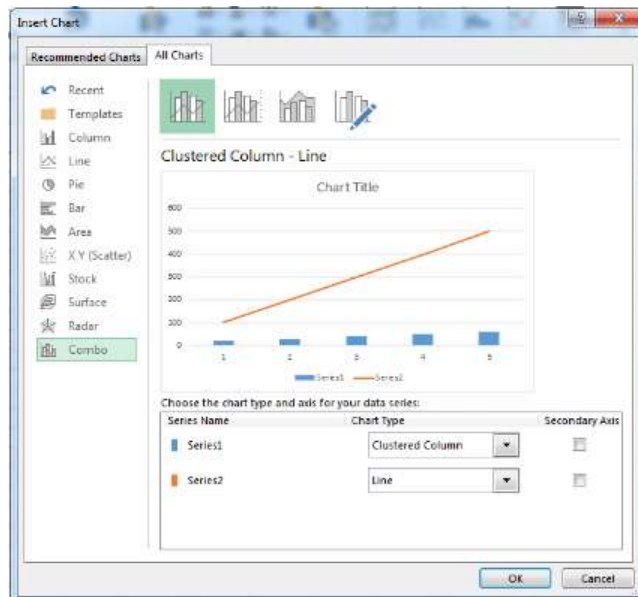 Insert Chart
Recommended Charts
All Charts
Recent
Templates
Column
Line
Pie
Bar
Area
X Y (Scatter)
Stock
Surface
Radar
Combo
Clustered Column - Line
Chart Title
600
500
400
300
200
100
0
1 2 3 4 5
Series1 Series2
Choose the chart type and axis for your data series:
Series Name Chart Type Secondary Axis
Series1 Clustered Column
Series2 Line
OK Cancel